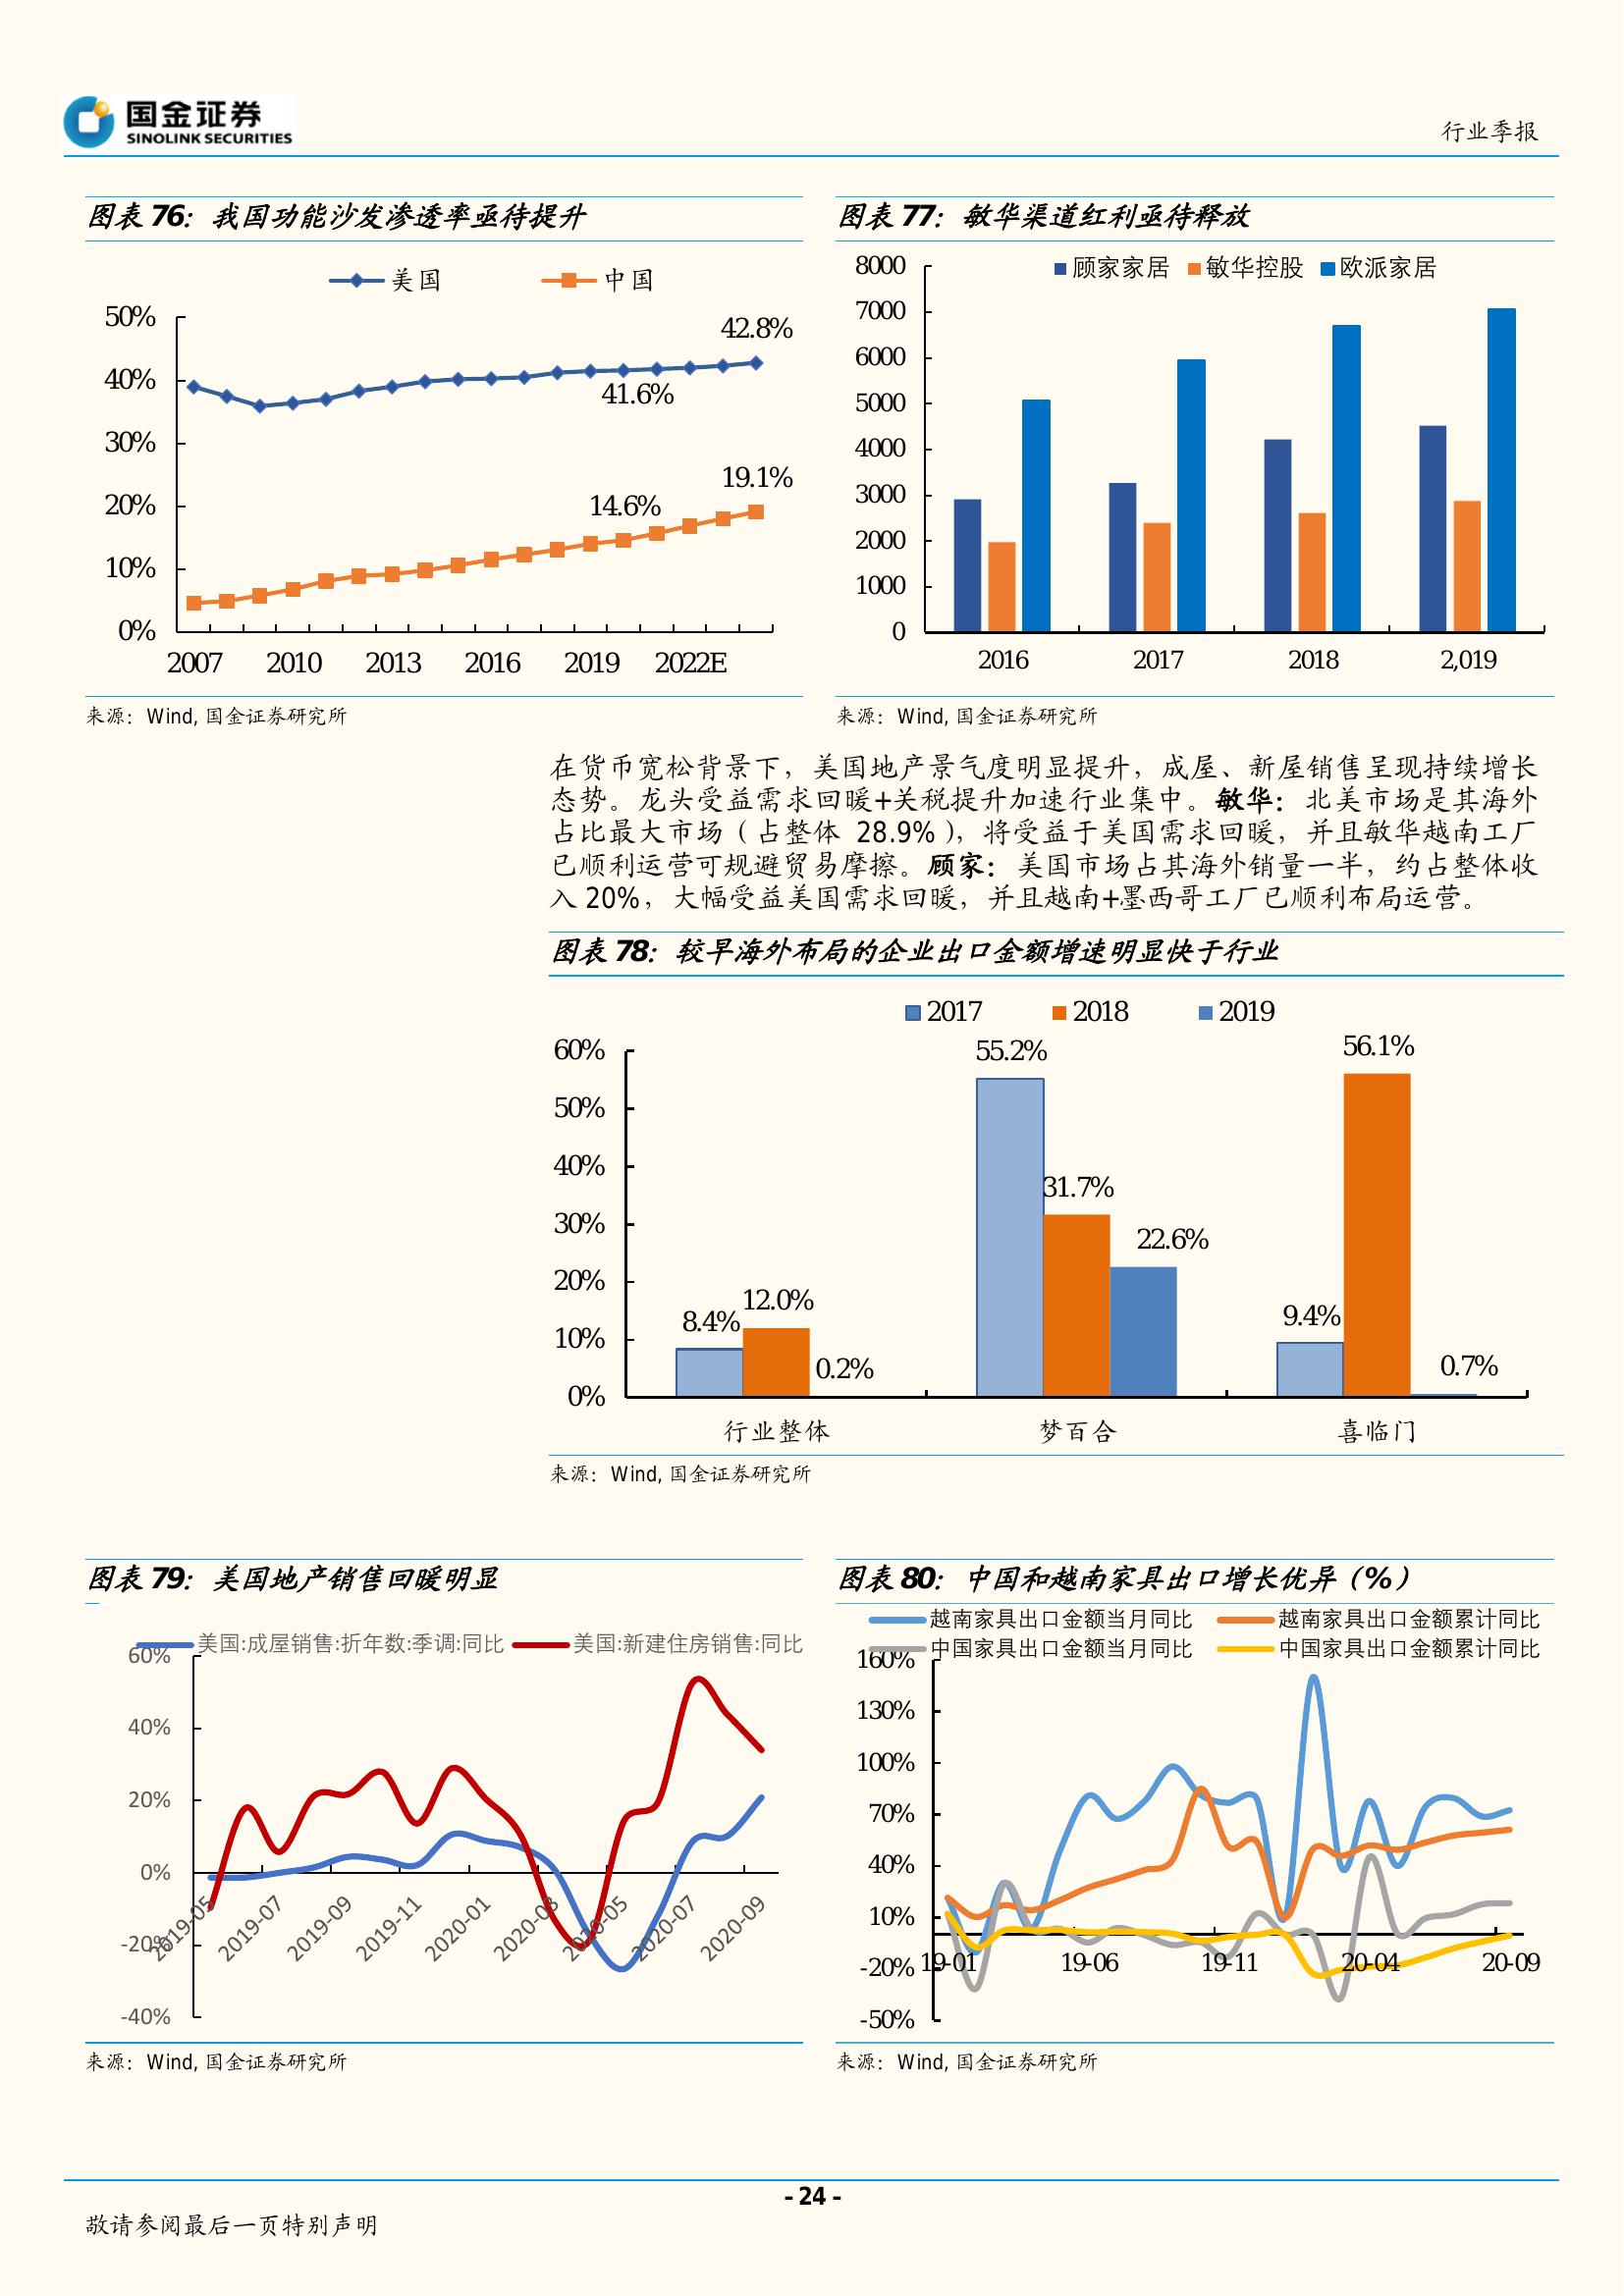 国金证券
SINOLINK SECURITIES
行业季报
图表 76：我国功能沙发渗透率亟待提升
美国 中国
50%
40%
30%
20%
10%
0%
42.8%
41.6%
19.1%
14.6%
2007 2010 2013 2016 2019 2022E
来源：Wind, 国金证券研究所
图表 77：敏华渠道红利亟待释放
顾家家居 敏华控股 欧派家居
8000
7000
6000
5000
4000
3000
2000
1000
0
2016 2017 2018 2,019
来源：Wind, 国金证券研究所
在货币宽松背景下，美国地产景气度明显提升，成屋、新屋销售呈现持续增长
态势。龙头受益需求回暖+关税提升加速行业集中。敏华：北美市场是其海外
占比最大市场（占整体 28.9%），将受益于美国需求回暖，并且敏华越南工厂
已顺利运营可规避贸易摩擦。顾家：美国市场占其海外销量一半，约占整体收
入 20%，大幅受益美国需求回暖，并且越南+墨西哥工厂已顺利布局运营。
图表 78：较早海外布局的企业出口金额增速明显快于行业
2017 2018 2019
60%
50%
40%
30%
20%
10%
0%
8.4% 12.0% 0.2%
55.2% 31.7% 22.6%
9.4% 56.1% 0.7%
行业整体 梦百合 喜临门
来源：Wind, 国金证券研究所
图表 79：美国地产销售回暖明显
美国:成屋销售:折年数:季调:同比 美国:新建住房销售:同比
60%
40%
20%
0%
-20%
-40%
2019-05 2019-07 2019-09 2019-11 2020-01 2020-03 2020-05 2020-07 2020-09
来源：Wind, 国金证券研究所
图表 80：中国和越南家具出口增长优异（%）
越南家具出口金额当月同比 越南家具出口金额累计同比
中国家具出口金额当月同比 中国家具出口金额累计同比
160%
130%
100%
70%
40%
10%
-20%
-50%
19-01 19-06 19-11 20-04 20-09
来源：Wind, 国金证券研究所
- 24 -
敬请参阅最后一页特别声明